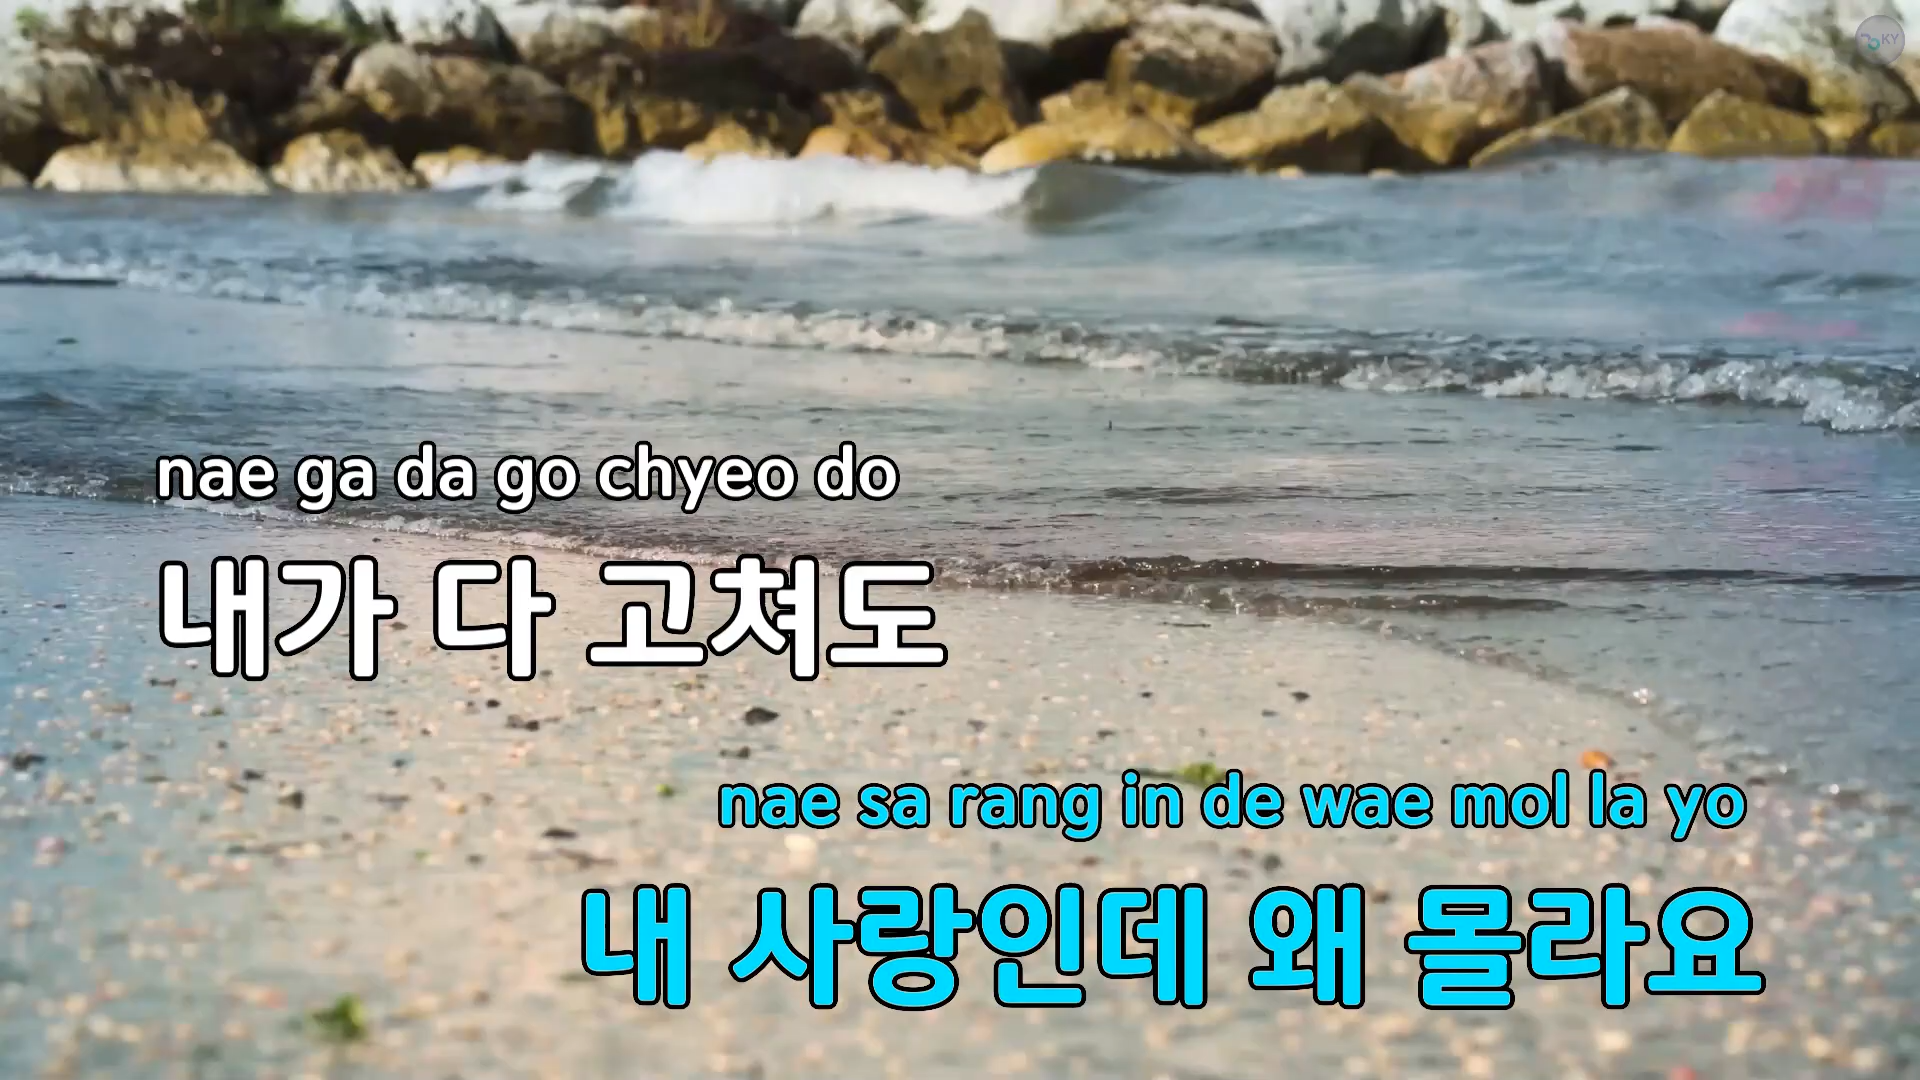 KY
nae ga da go chyeo do
내가 다 고쳐도
nae sa rang in de wae mol la yo
내 사랑인데 왜 몰라요